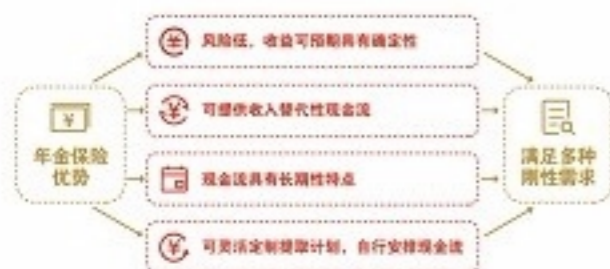 风险低，收益可预期具有确定性
可提供收入替代性现金流
年金保险
优势
满足多种
刚性需求
现金流具有长期性特点
可灵活定制提取计划，自行安排现金流